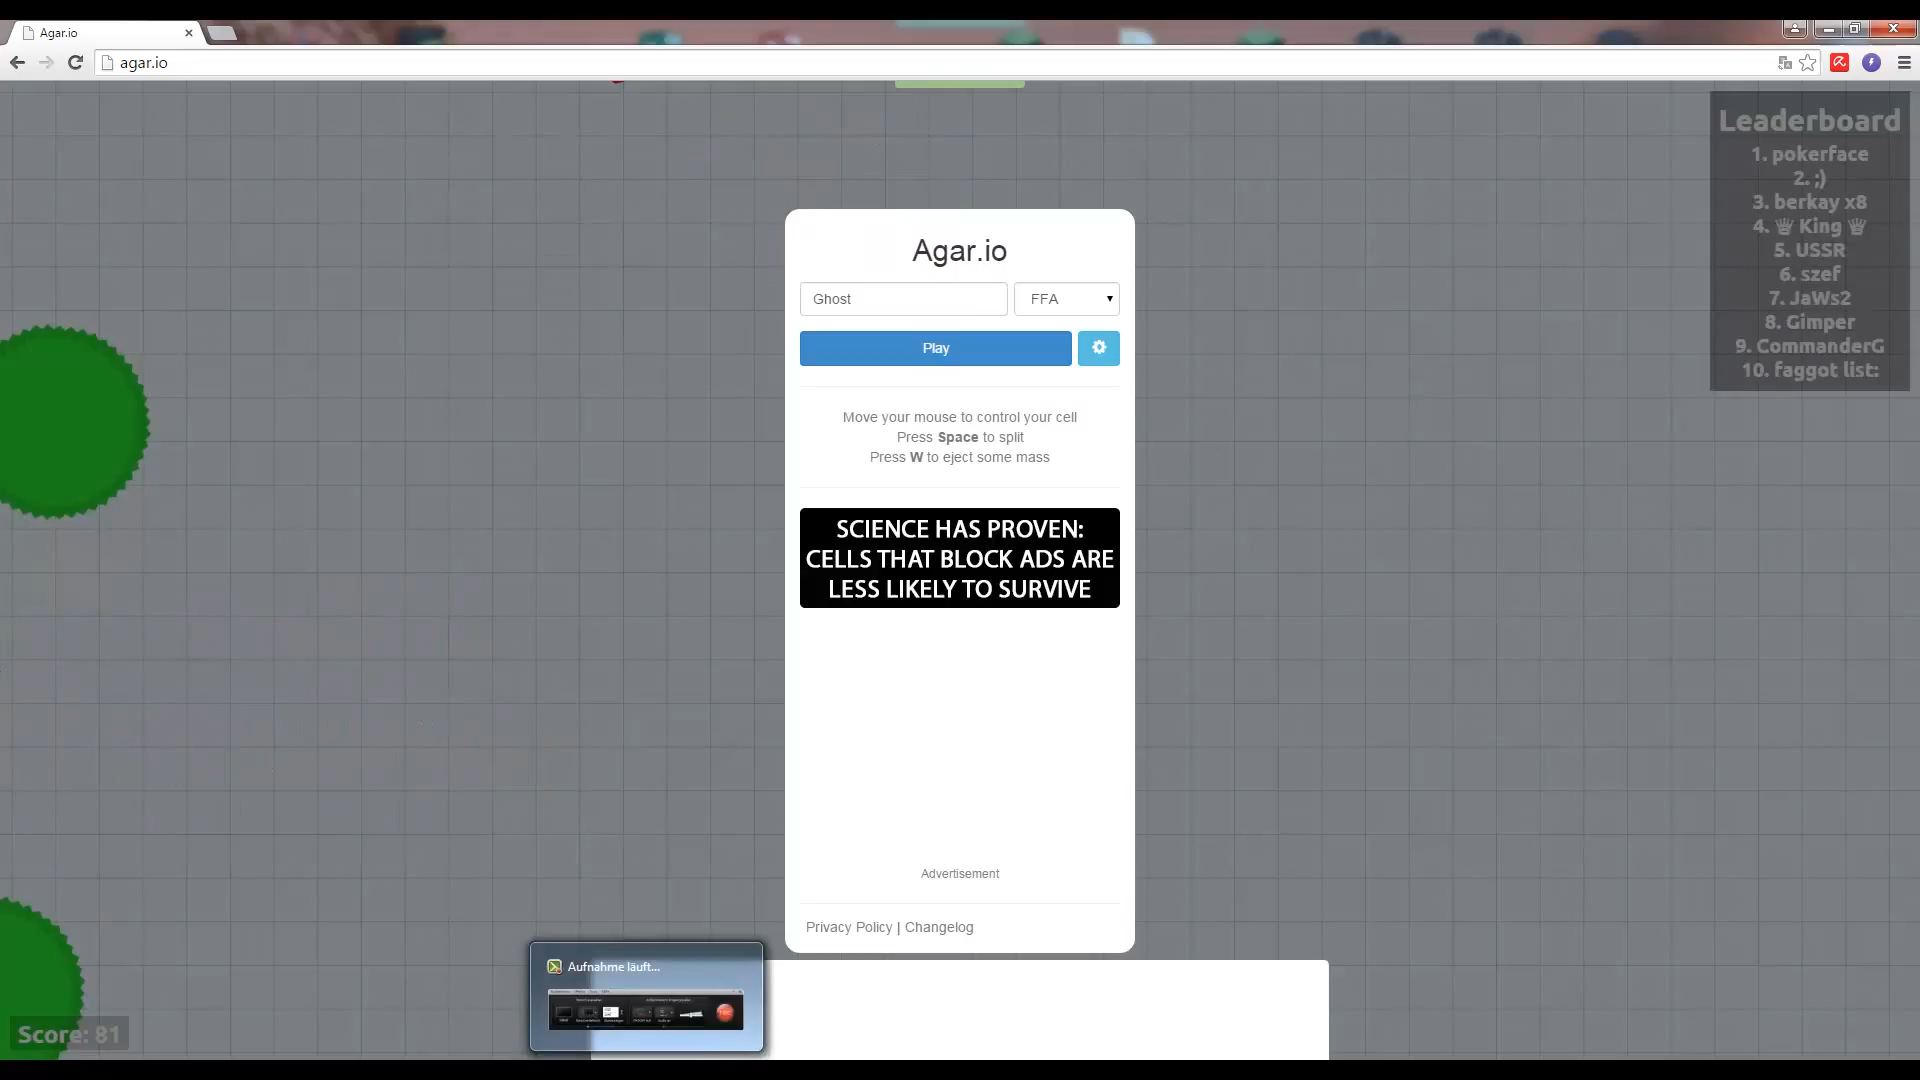 Agar.io
agar.io
Leaderboard
1. pokerface
2. ;)
3. berkay x8
4. ♕ King ♕
5. USSR
6. szef
7. JaWs2
8. Gimper
9. CommanderG
10. faggot list:
Agar.io
Ghost
FFA
Play
Move your mouse to control your cell
Press Space to split
Press W to eject some mass
SCIENCE HAS PROVEN:
CELLS THAT BLOCK ADS ARE
LESS LIKELY TO SURVIVE
Advertisement
Privacy Policy | Changelog
Aufnahme läuft...
Score: 81